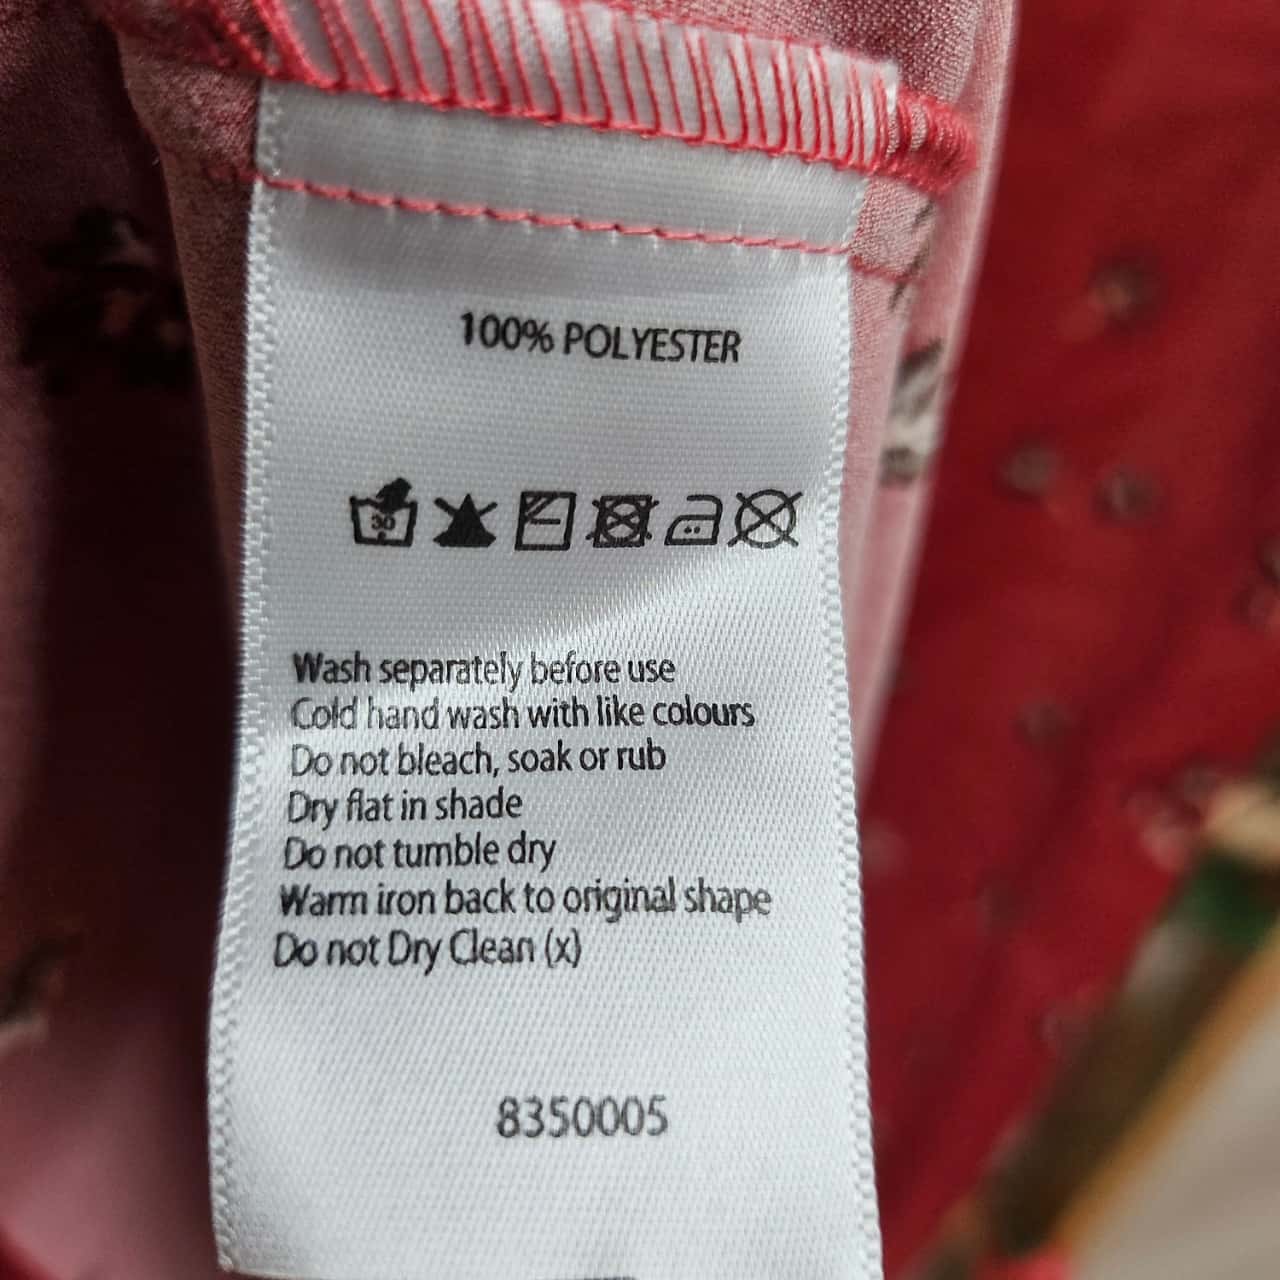 100% POLYESTER
30
Wash separately before use
Cold hand wash with like colours
Do not bleach, soak or rub
Dry flat in shade
Do not tumble dry
Warm iron back to original shape
Do not Dry Clean (x)
8350005